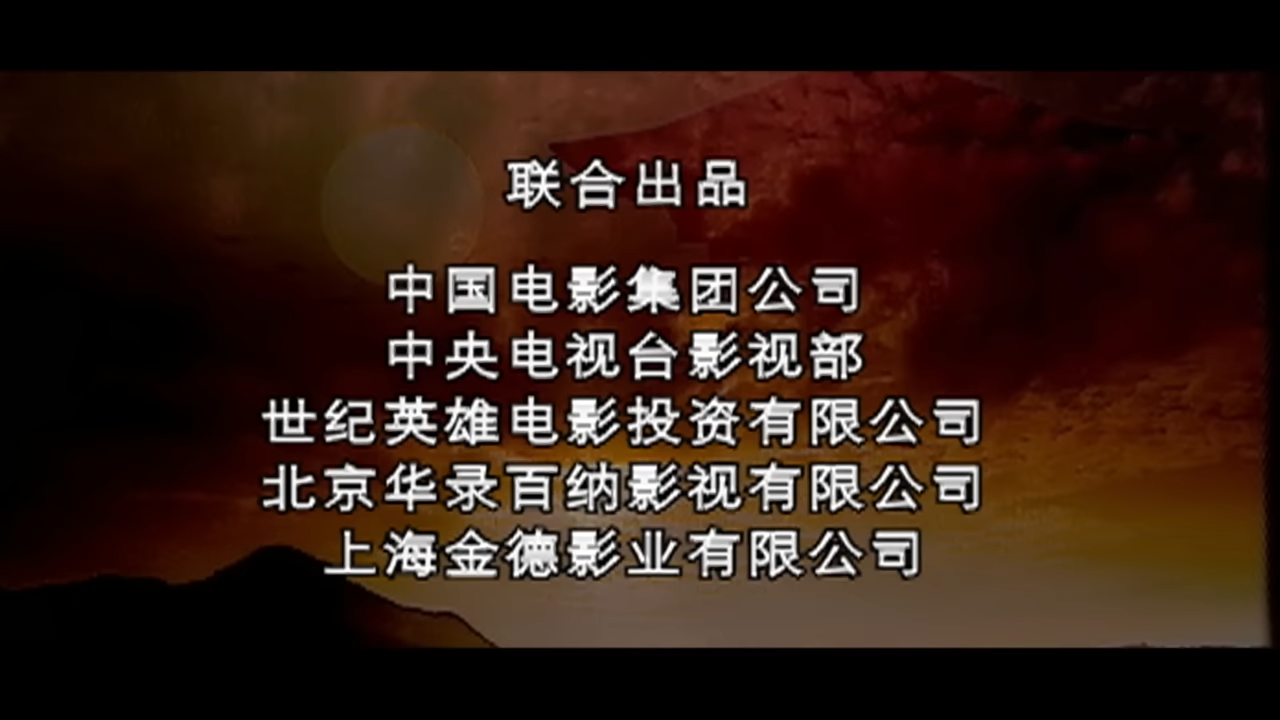 联合出品
中国电影集团公司
中央电视台影视部
世纪英雄电影投资有限公司
北京华录百纳影视有限公司
上海金德影业有限公司